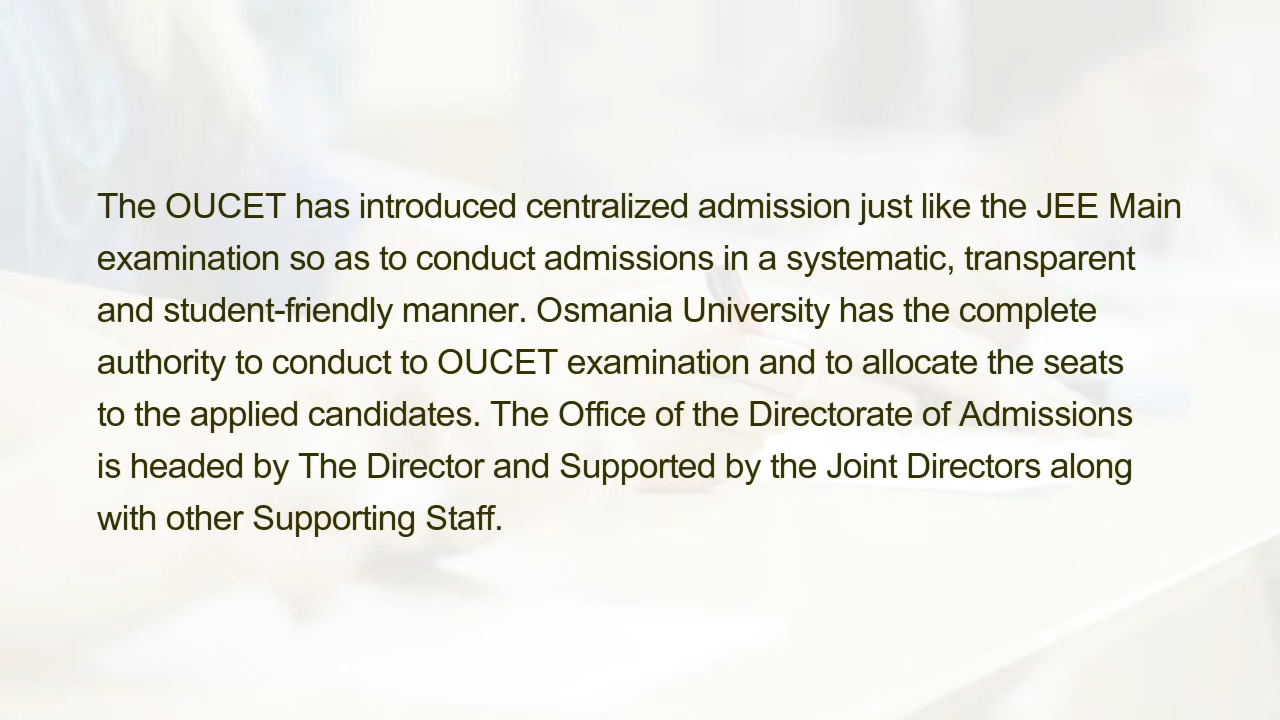 The OUCET has introduced centralized admission just like the JEE Main
examination so as to conduct admissions in a systematic, transparent
and student-friendly manner. Osmania University has the complete
authority to conduct to OUCET examination and to allocate the seats
to the applied candidates. The Office of the Directorate of Admissions
is headed by The Director and Supported by the Joint Directors along
with other Supporting Staff.